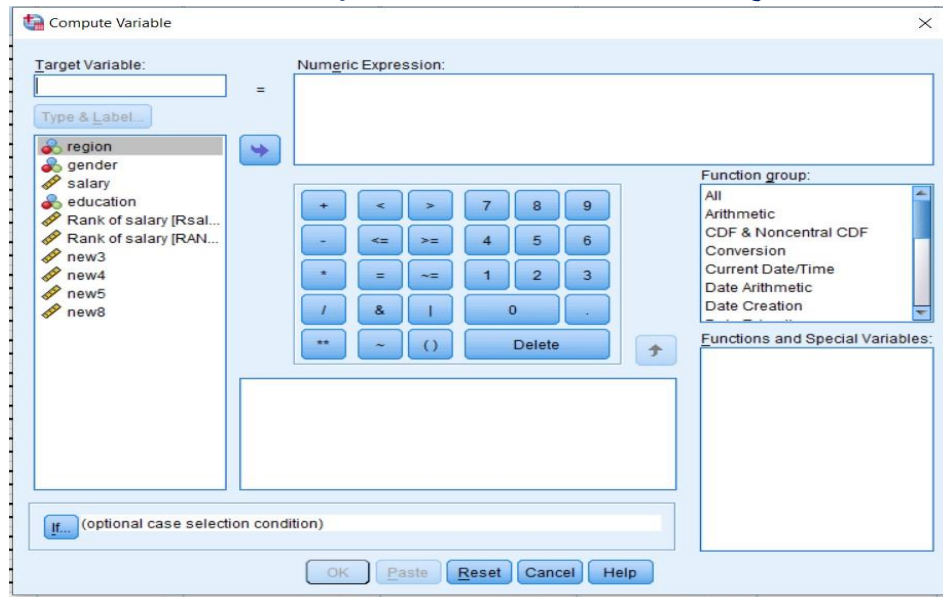 Compute Variable
Target Variable:
=
Numeric Expression:
Type & Label...
region
gender
salary
education
Rank of salary [Rsal...
Rank of salary [RAN...
new3
new4
new5
new8
+ < > 7 8 9
- <= >= 4 5 6
* = ~= 1 2 3
/ & | 0 .
** ~ ( ) Delete
Function group:
All
Arithmetic
CDF & Noncentral CDF
Conversion
Current Date/Time
Date Arithmetic
Date Creation
Functions and Special Variables:
If... (optional case selection condition)
OK Paste Reset Cancel Help